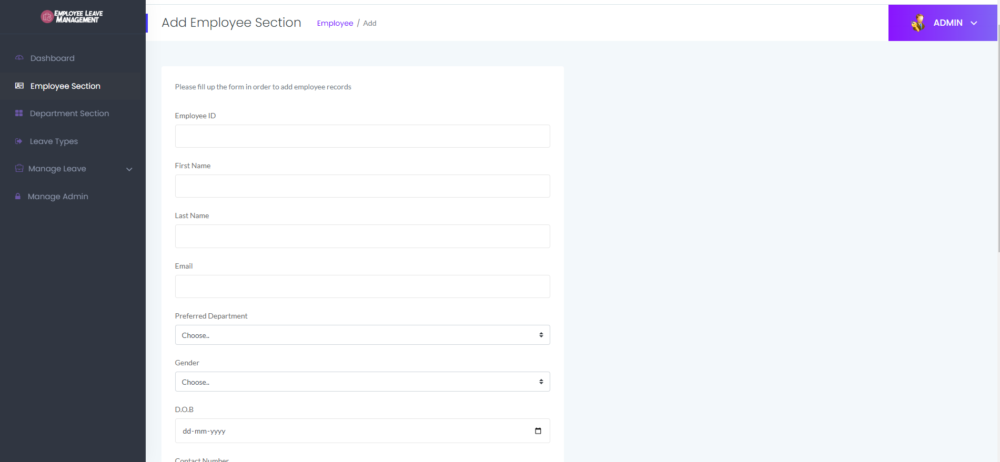 EMPLOYEE LEAVE
MANAGEMENT
Dashboard
Employee Section
Department Section
Leave Types
Manage Leave
Manage Admin
Add Employee Section
Employee / Add
ADMIN
Please fill up the form in order to add employee records
Employee ID
First Name
Last Name
Email
Preferred Department
Choose..
Gender
Choose..
D.O.B
dd-mm-yyyy
Contact Number